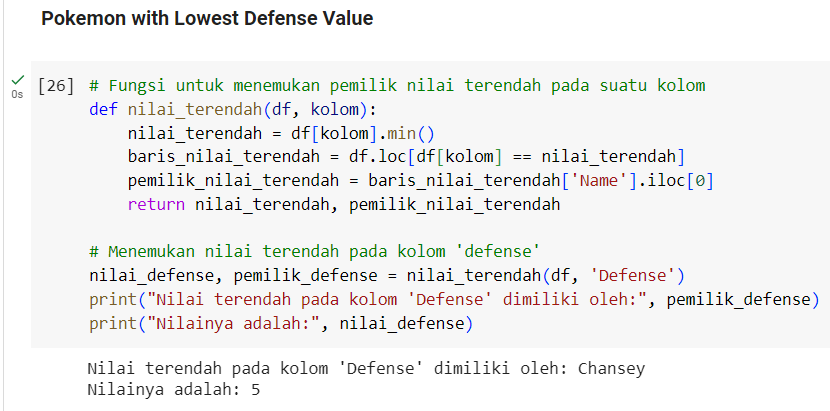 Pokemon with Lowest Defense Value
[26] # Fungsi untuk menemukan pemilik nilai terendah pada suatu kolom
0s
def nilai_terendah(df, kolom):
    nilai_terendah = df[kolom].min()
    baris_nilai_terendah = df.loc[df[kolom] == nilai_terendah]
    pemilik_nilai_terendah = baris_nilai_terendah['Name'].iloc[0]
    return nilai_terendah, pemilik_nilai_terendah
# Menemukan nilai terendah pada kolom 'defense'
nilai_defense, pemilik_defense = nilai_terendah(df, 'Defense')
print("Nilai terendah pada kolom 'Defense' dimiliki oleh:", pemilik_defense)
print("Nilainya adalah:", nilai_defense)
Nilai terendah pada kolom 'Defense' dimiliki oleh: Chansey
Nilainya adalah: 5